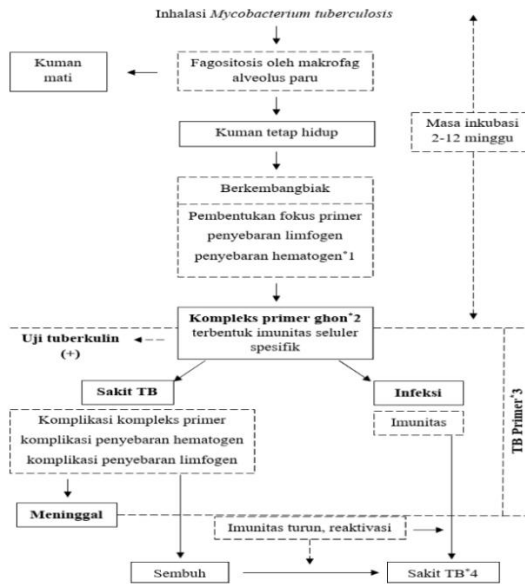 Inhalasi Mycobacterium tuberculosis
Kuman
mati
Fagositosis oleh makrofag
alveolus paru
Kuman tetap hidup
Masa inkubasi
2-12 minggu
Berkembangbiak
Pembentukan fokus primer
penyebaran limfogen
penyebaran hematogen*1
Kompleks primer ghon*2
terbentuk imunitas seluler
spesifik
Uji tuberkulin
(+)
Sakit TB
Infeksi
TB Primer*3
Komplikasi kompleks primer
komplikasi penyebaran hematogen
komplikasi penyebaran limfogen
Imunitas
Meninggal
Imunitas turun, reaktivasi
Sembuh
Sakit TB*4